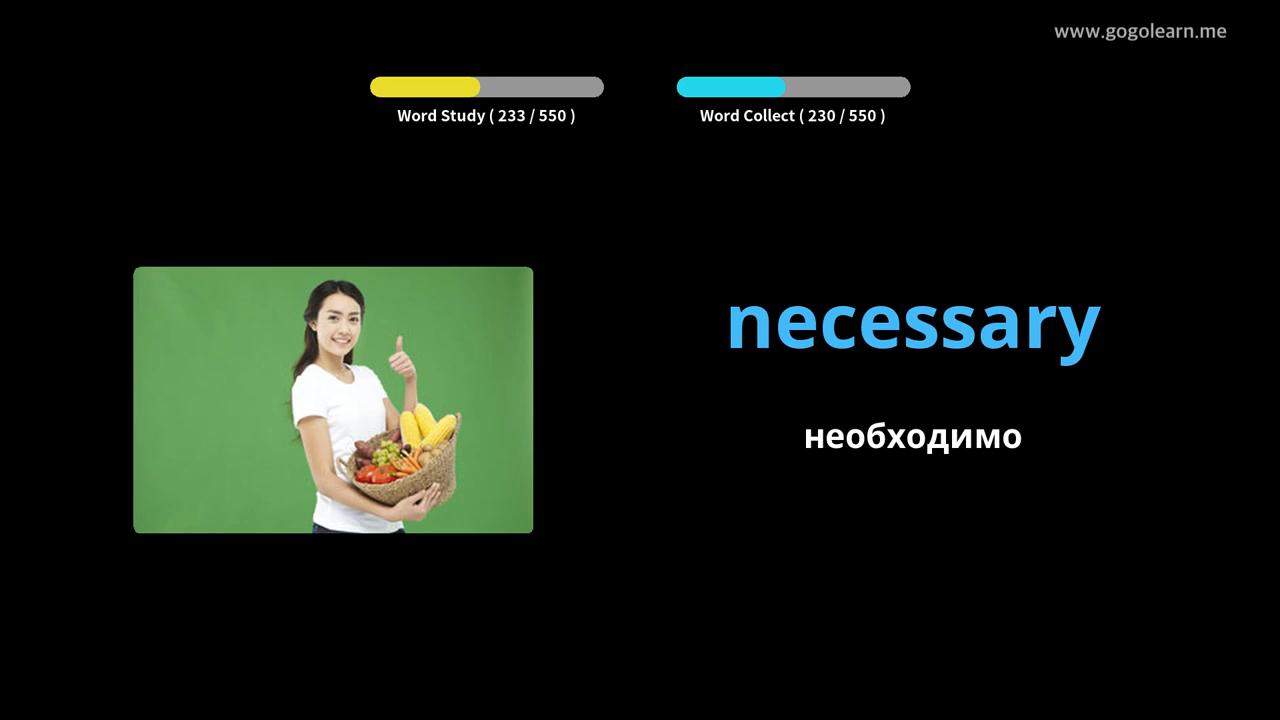 www.gogolearn.me
Word Study ( 233 / 550 )
Word Collect ( 230 / 550 )
necessary
необходимо